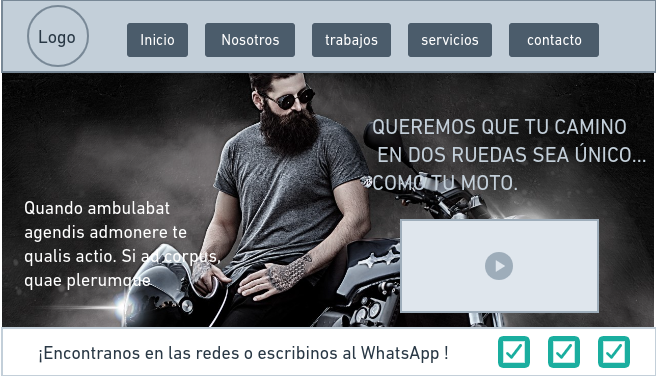 Logo
Inicio
Nosotros
trabajos
servicios
contacto
QUEREMOS QUE TU CAMINO
EN DOS RUEDAS SEA ÚNICO...
COMO TU MOTO.
Quando ambulabat
agendis admonere te
qualis actio. Si ad corpus,
quae plerumque
¡Encontranos en las redes o escribinos al WhatsApp !